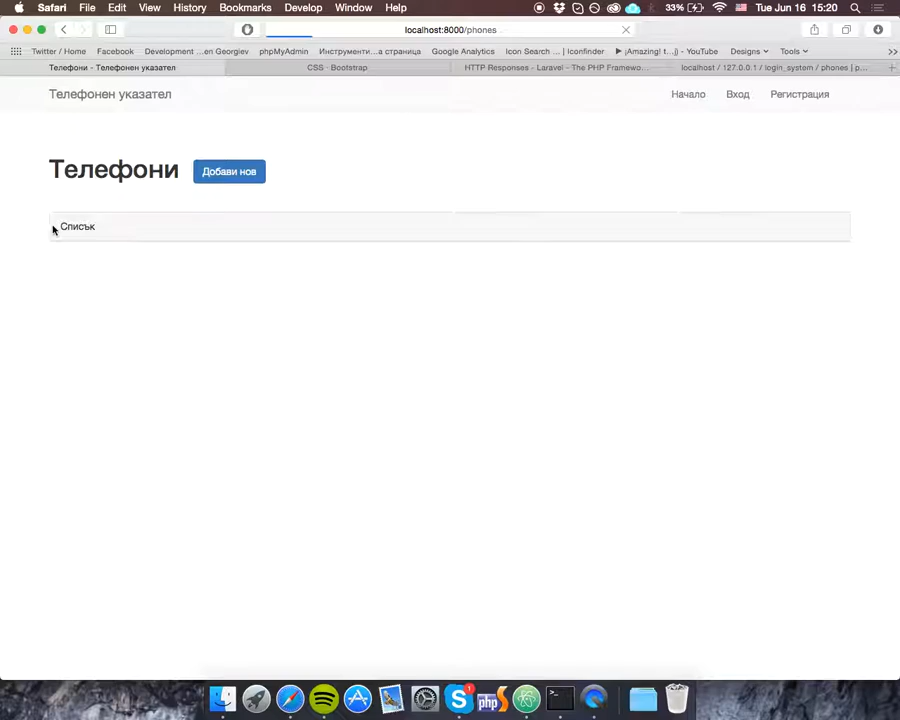 Safari File Edit View History Bookmarks Develop Window Help 33% Tue Jun 16 15:20
localhost:8000/phones
Twitter / Home Facebook Development ...en Georgiev phpMyAdmin Инструменти... страница Google Analytics Icon Search ... | Iconfinder ▶ ¡Amazing! t...j) - YouTube Designs Tools >>
Телефони - Телефонен указател CSS · Bootstrap HTTP Responses - Laravel - The PHP Framewo... localhost / 127.0.0.1 / login_system / phones | p... +
Телефонен указател Начало Вход Регистрация
Телефони Добави нов
Списък
1
php
>_